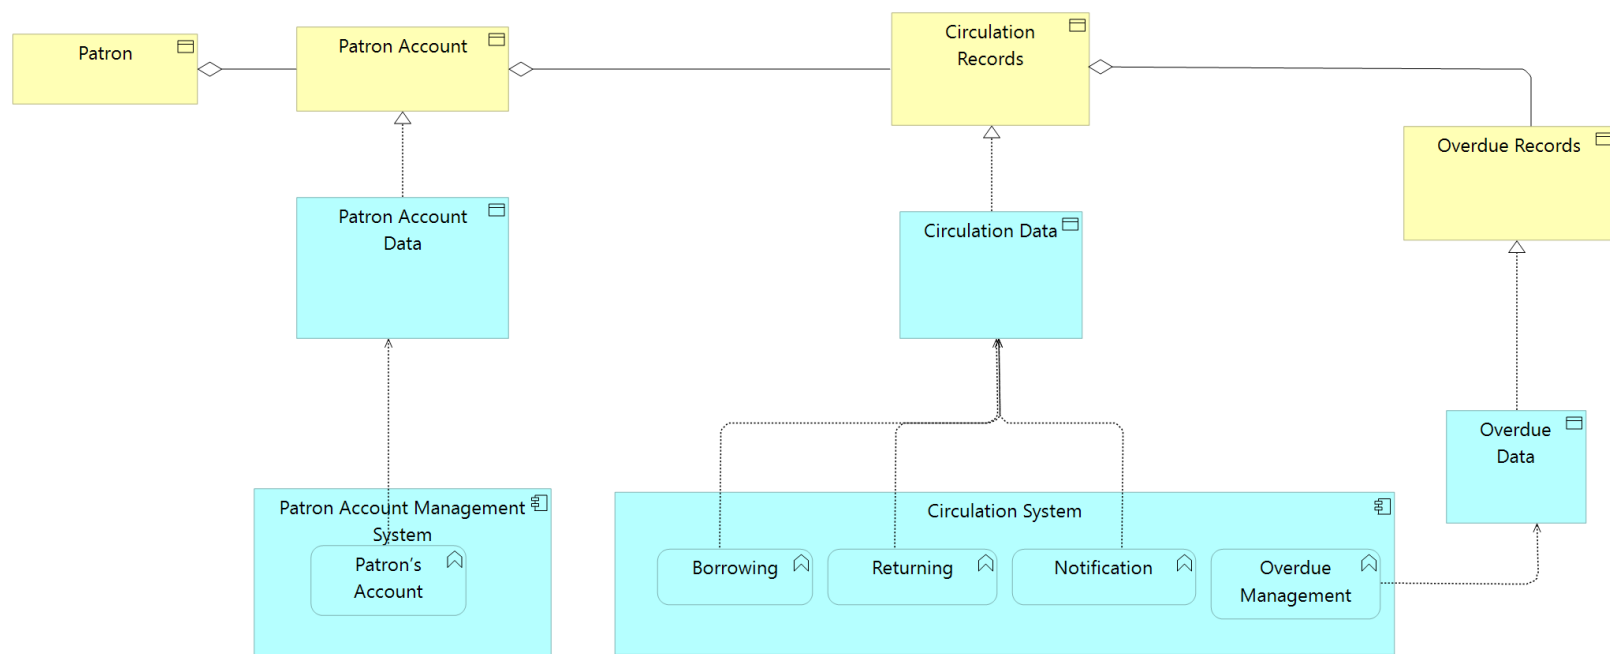 Patron
Patron Account
Circulation
Records
Overdue Records
Patron Account
Data
Circulation Data
Overdue
Data
Patron Account Management
System
Patron’s
Account
Circulation System
Borrowing
Returning
Notification
Overdue
Management